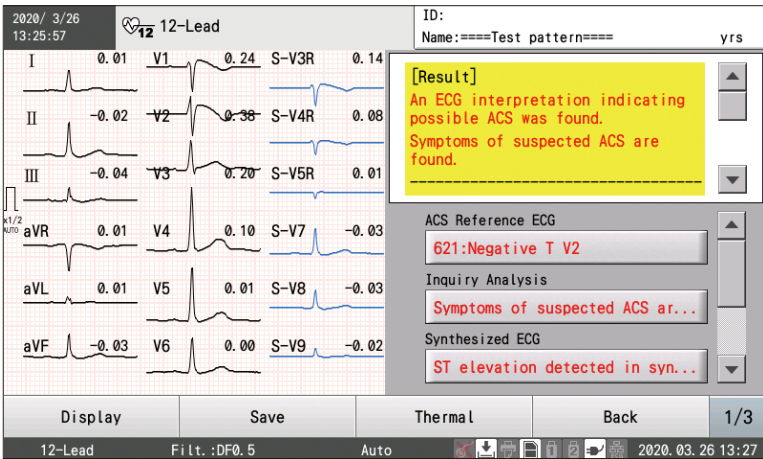 2020/ 3/26
13:25:57
12 12-Lead
ID:
Name:====Test pattern==== yrs
I 0.01 V1 0.24 S-V3R 0.14
II -0.02 V2 0.38 S-V4R 0.08
III -0.04 V3 0.20 S-V5R 0.01
x1/2
AUTO
aVR 0.01 V4 0.10 S-V7 -0.03
aVL 0.01 V5 0.01 S-V8 -0.03
aVF -0.03 V6 0.00 S-V9 -0.02
[Result]
An ECG interpretation indicating
possible ACS was found.
Symptoms of suspected ACS are
found.
ACS Reference ECG
621:Negative T V2
Inquiry Analysis
Symptoms of suspected ACS ar...
Synthesized ECG
ST elevation detected in syn...
Display Save Thermal Back 1/3
12-Lead Filt.:DF0.5 Auto 1 2 2020.03.26 13:27